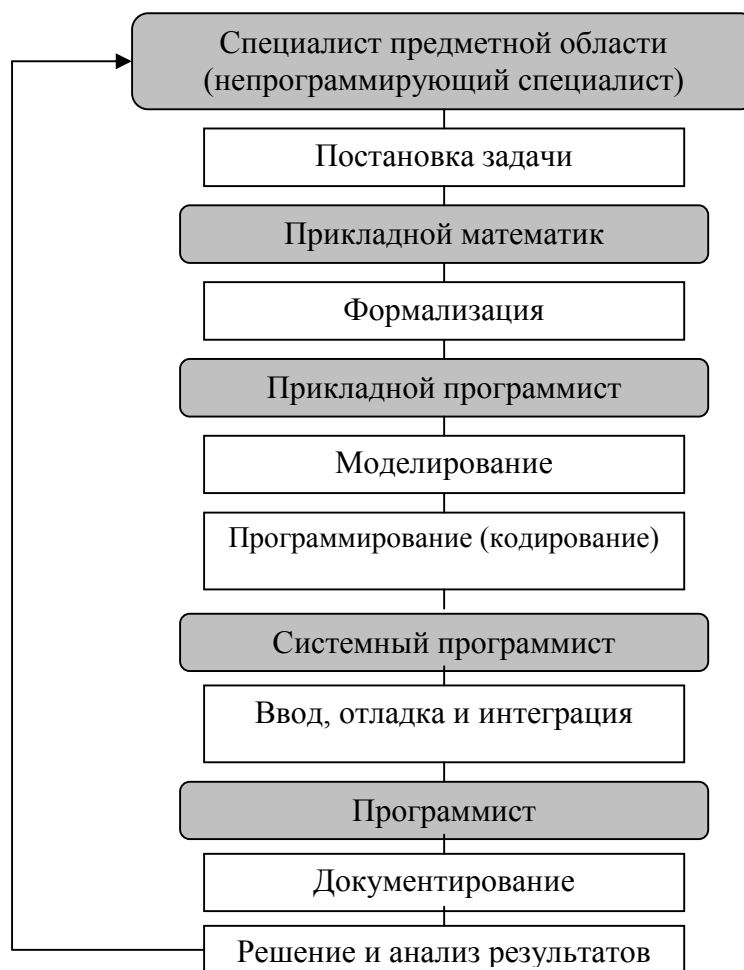 Специалист предметной области
(непрограммирующий специалист)
Постановка задачи
Прикладной математик
Формализация
Прикладной программист
Моделирование
Программирование (кодирование)
Системный программист
Ввод, отладка и интеграция
Программист
Документирование
Решение и анализ результатов